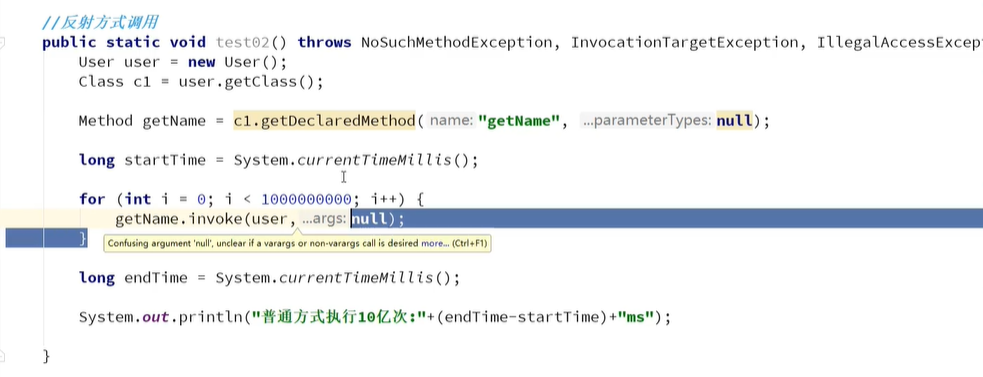 //反射方式调用
public static void test02() throws NoSuchMethodException, InvocationTargetException, IllegalAccessExcep
User user = new User();
Class c1 = user.getClass();
Method getName = c1.getDeclaredMethod( name: "getName", ...parameterTypes: null);
long startTime = System.currentTimeMillis();
for (int i = 0; i < 1000000000; i++) {
getName.invoke(user, ...args: null);
}
Confusing argument 'null', unclear if a varargs or non-varargs call is desired more... (Ctrl+F1)
long endTime = System.currentTimeMillis();
System.out.println("普通方式执行10亿次:"+(endTime-startTime)+"ms");
}